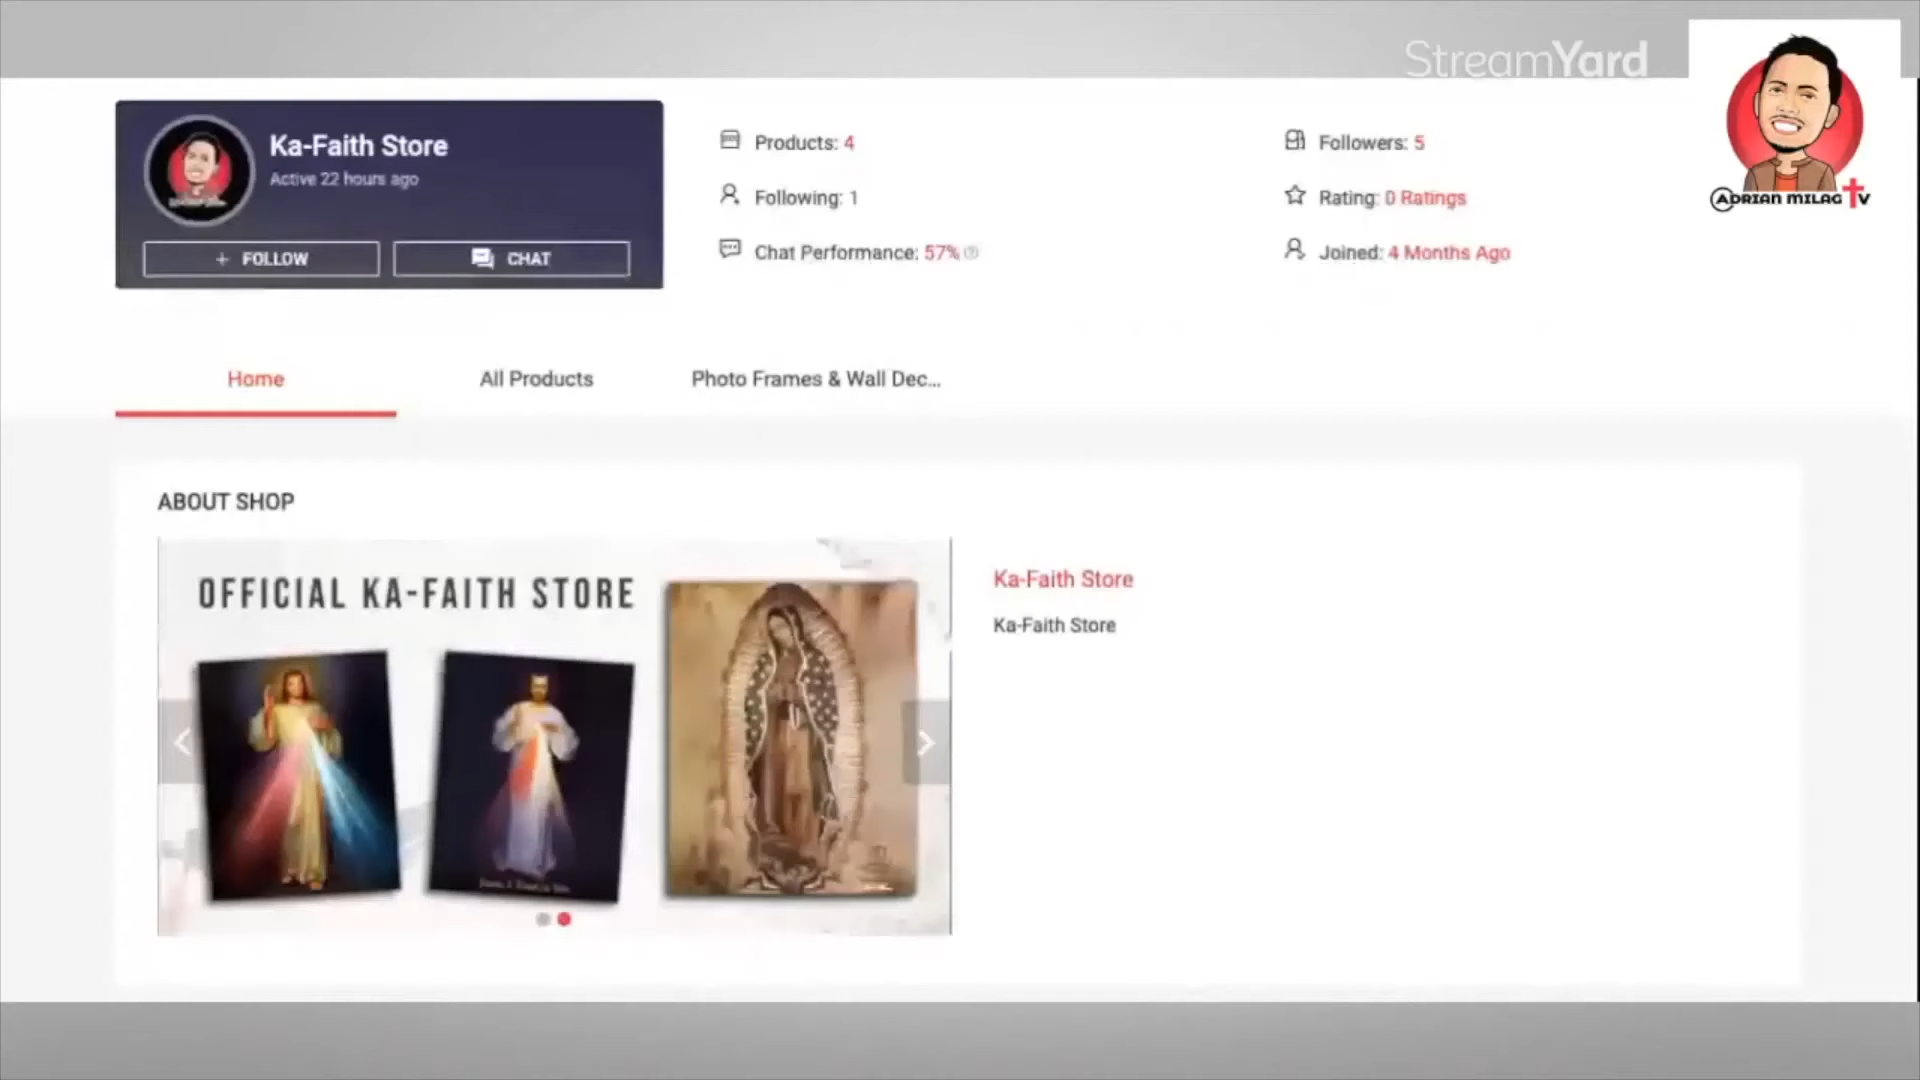 StreamYard
@ADRIAN MILAG TV
Ka-Faith Store
Active 22 hours ago
+ FOLLOW
CHAT
Products: 4
Following: 1
Chat Performance: 57%
Followers: 5
Rating: 0 Ratings
Joined: 4 Months Ago
Home
All Products
Photo Frames & Wall Dec...
ABOUT SHOP
OFFICIAL KA-FAITH STORE
Ka-Faith Store
Ka-Faith Store